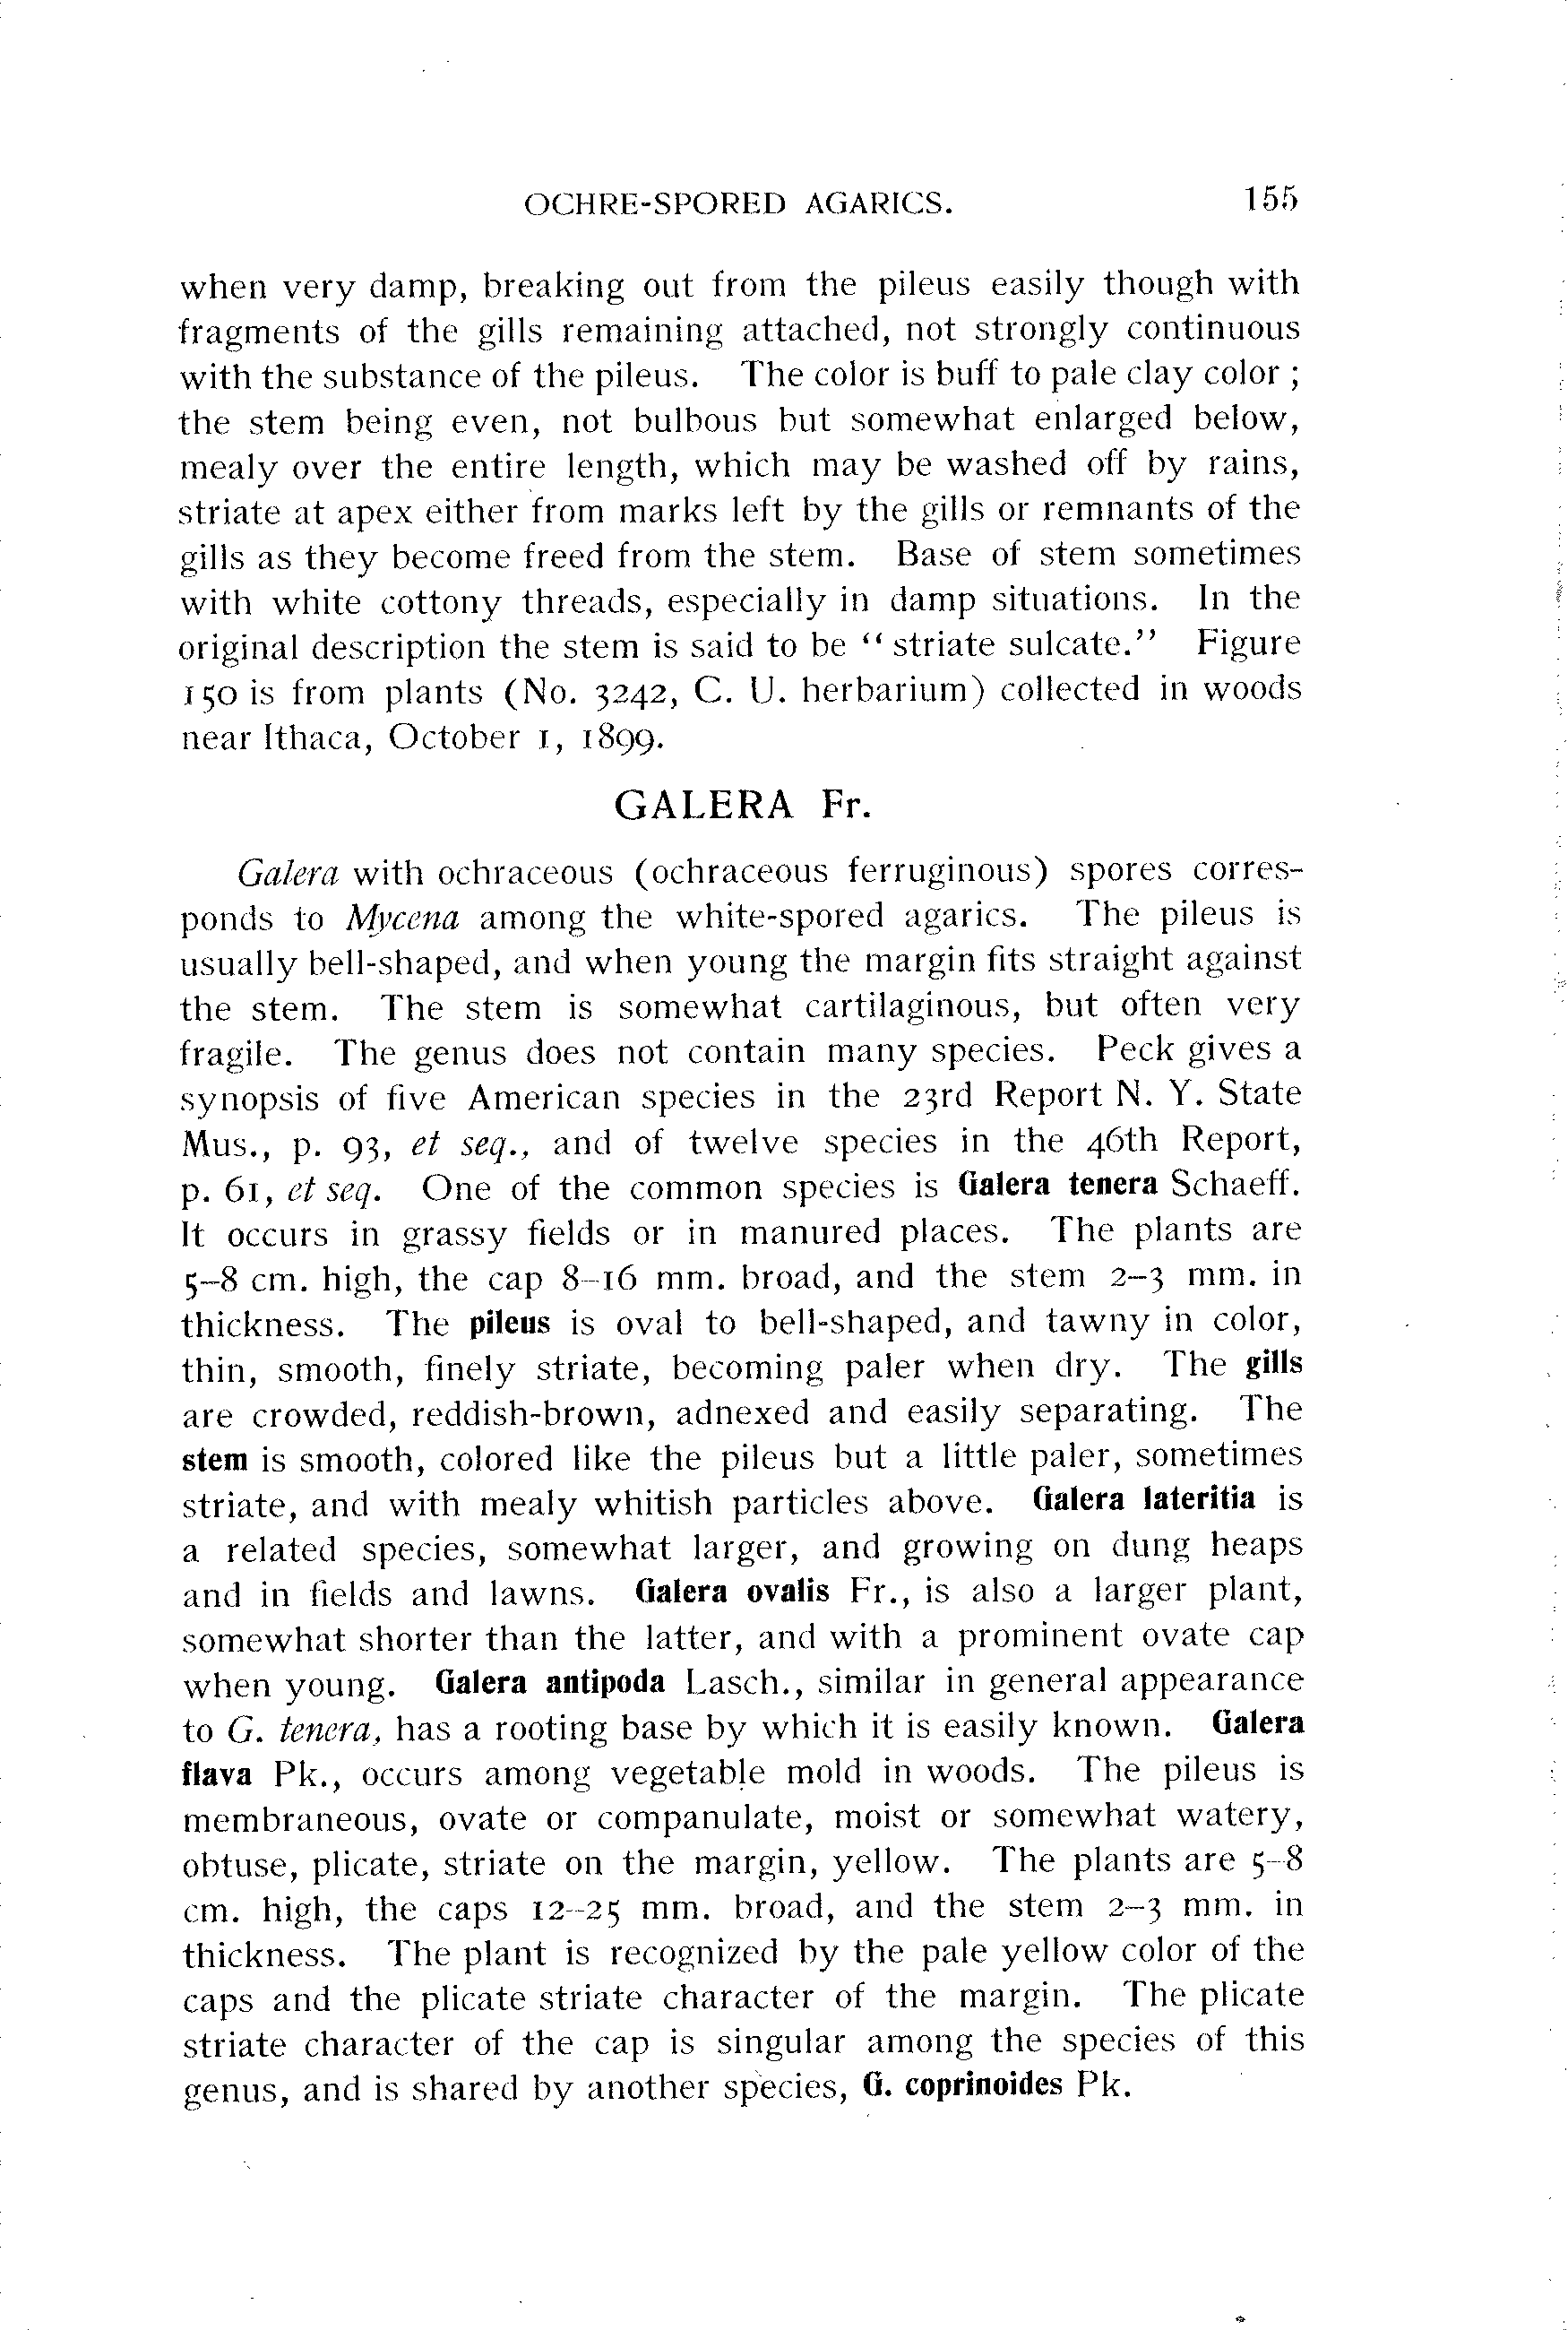 OCHRE-SPORED AGARICS. 155
when very damp, breaking out from the pileus easily though with
fragments of the gills remaining attached, not strongly continuous
with the substance of the pileus. The color is buff to pale clay color ;
the stem being even, not bulbous but somewhat enlarged below,
mealy over the entire length, which may be washed off by rains,
striate at apex either from marks left by the gills or remnants of the
gills as they become freed from the stem. Base of stem sometimes
with white cottony threads, especially in damp situations. In the
original description the stem is said to be “ striate sulcate.” Figure
150 is from plants (No. 3242, C. U. herbarium) collected in woods
near Ithaca, October 1, 1899.
GALERA Fr.
Galera with ochraceous (ochraceous ferruginous) spores corres-
ponds to Mycena among the white-spored agarics. The pileus is
usually bell-shaped, and when young the margin fits straight against
the stem. The stem is somewhat cartilaginous, but often very
fragile. The genus does not contain many species. Peck gives a
synopsis of five American species in the 23rd Report N. Y. State
Mus., p. 93, et seq., and of twelve species in the 46th Report,
p. 61, et seq. One of the common species is Galera tenera Schaeff.
It occurs in grassy fields or in manured places. The plants are
5–8 cm. high, the cap 8–16 mm. broad, and the stem 2–3 mm. in
thickness. The pileus is oval to bell-shaped, and tawny in color,
thin, smooth, finely striate, becoming paler when dry. The gills
are crowded, reddish-brown, adnexed and easily separating. The
stem is smooth, colored like the pileus but a little paler, sometimes
striate, and with mealy whitish particles above. Galera lateritia is
a related species, somewhat larger, and growing on dung heaps
and in fields and lawns. Galera ovalis Fr., is also a larger plant,
somewhat shorter than the latter, and with a prominent ovate cap
when young. Galera antipoda Lasch., similar in general appearance
to G. tenera, has a rooting base by which it is easily known. Galera
flava Pk., occurs among vegetable mold in woods. The pileus is
membraneous, ovate or companulate, moist or somewhat watery,
obtuse, plicate, striate on the margin, yellow. The plants are 5–8
cm. high, the caps 12–25 mm. broad, and the stem 2–3 mm. in
thickness. The plant is recognized by the pale yellow color of the
caps and the plicate striate character of the margin. The plicate
striate character of the cap is singular among the species of this
genus, and is shared by another species, G. coprinoides Pk.